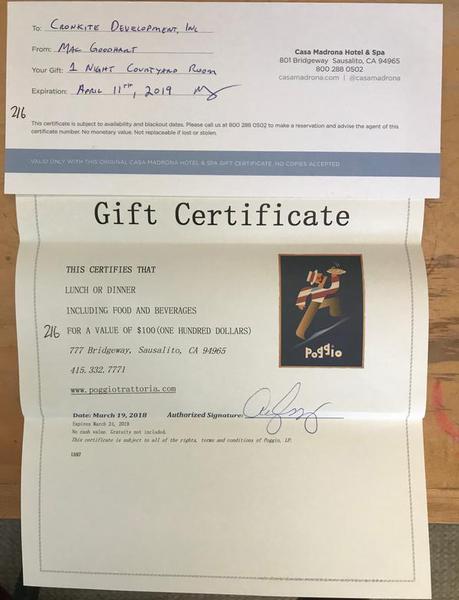 To: Cronkite Development, Inc
From: Mac Goodhart
Your Gift: 1 Night Courtyard Room
Expiration: April 11th, 2019
Casa Madrona Hotel & Spa
801 Bridgeway Sausalito, CA 94965
800 288 0502
casamadrona.com | @casamadrona
216
This certificate is subject to availability and blackout dates. Please call us at 800 288 0502 to make a reservation and advise the agent of this
certificate number. No monetary value. Not replaceable if lost or stolen.
VALID ONLY WITH THIS ORIGINAL CASA MADRONA HOTEL & SPA GIFT CERTIFICATE, NO COPIES ACCEPTED
Gift Certificate
THIS CERTIFIES THAT
LUNCH OR DINNER
INCLUDING FOOD AND BEVERAGES
216
FOR A VALUE OF $100(ONE HUNDRED DOLLARS)
777 Bridgeway, Sausalito, CA 94965
415.332.7771
www.poggiotrattoria.com
Poggio
Date: March 19, 2018 Authorized Signature:
Expires March 24, 2019
No cash value. Gratuity not included.
This certificate is subject to all of the rights, terms and conditions of Poggio, LP.